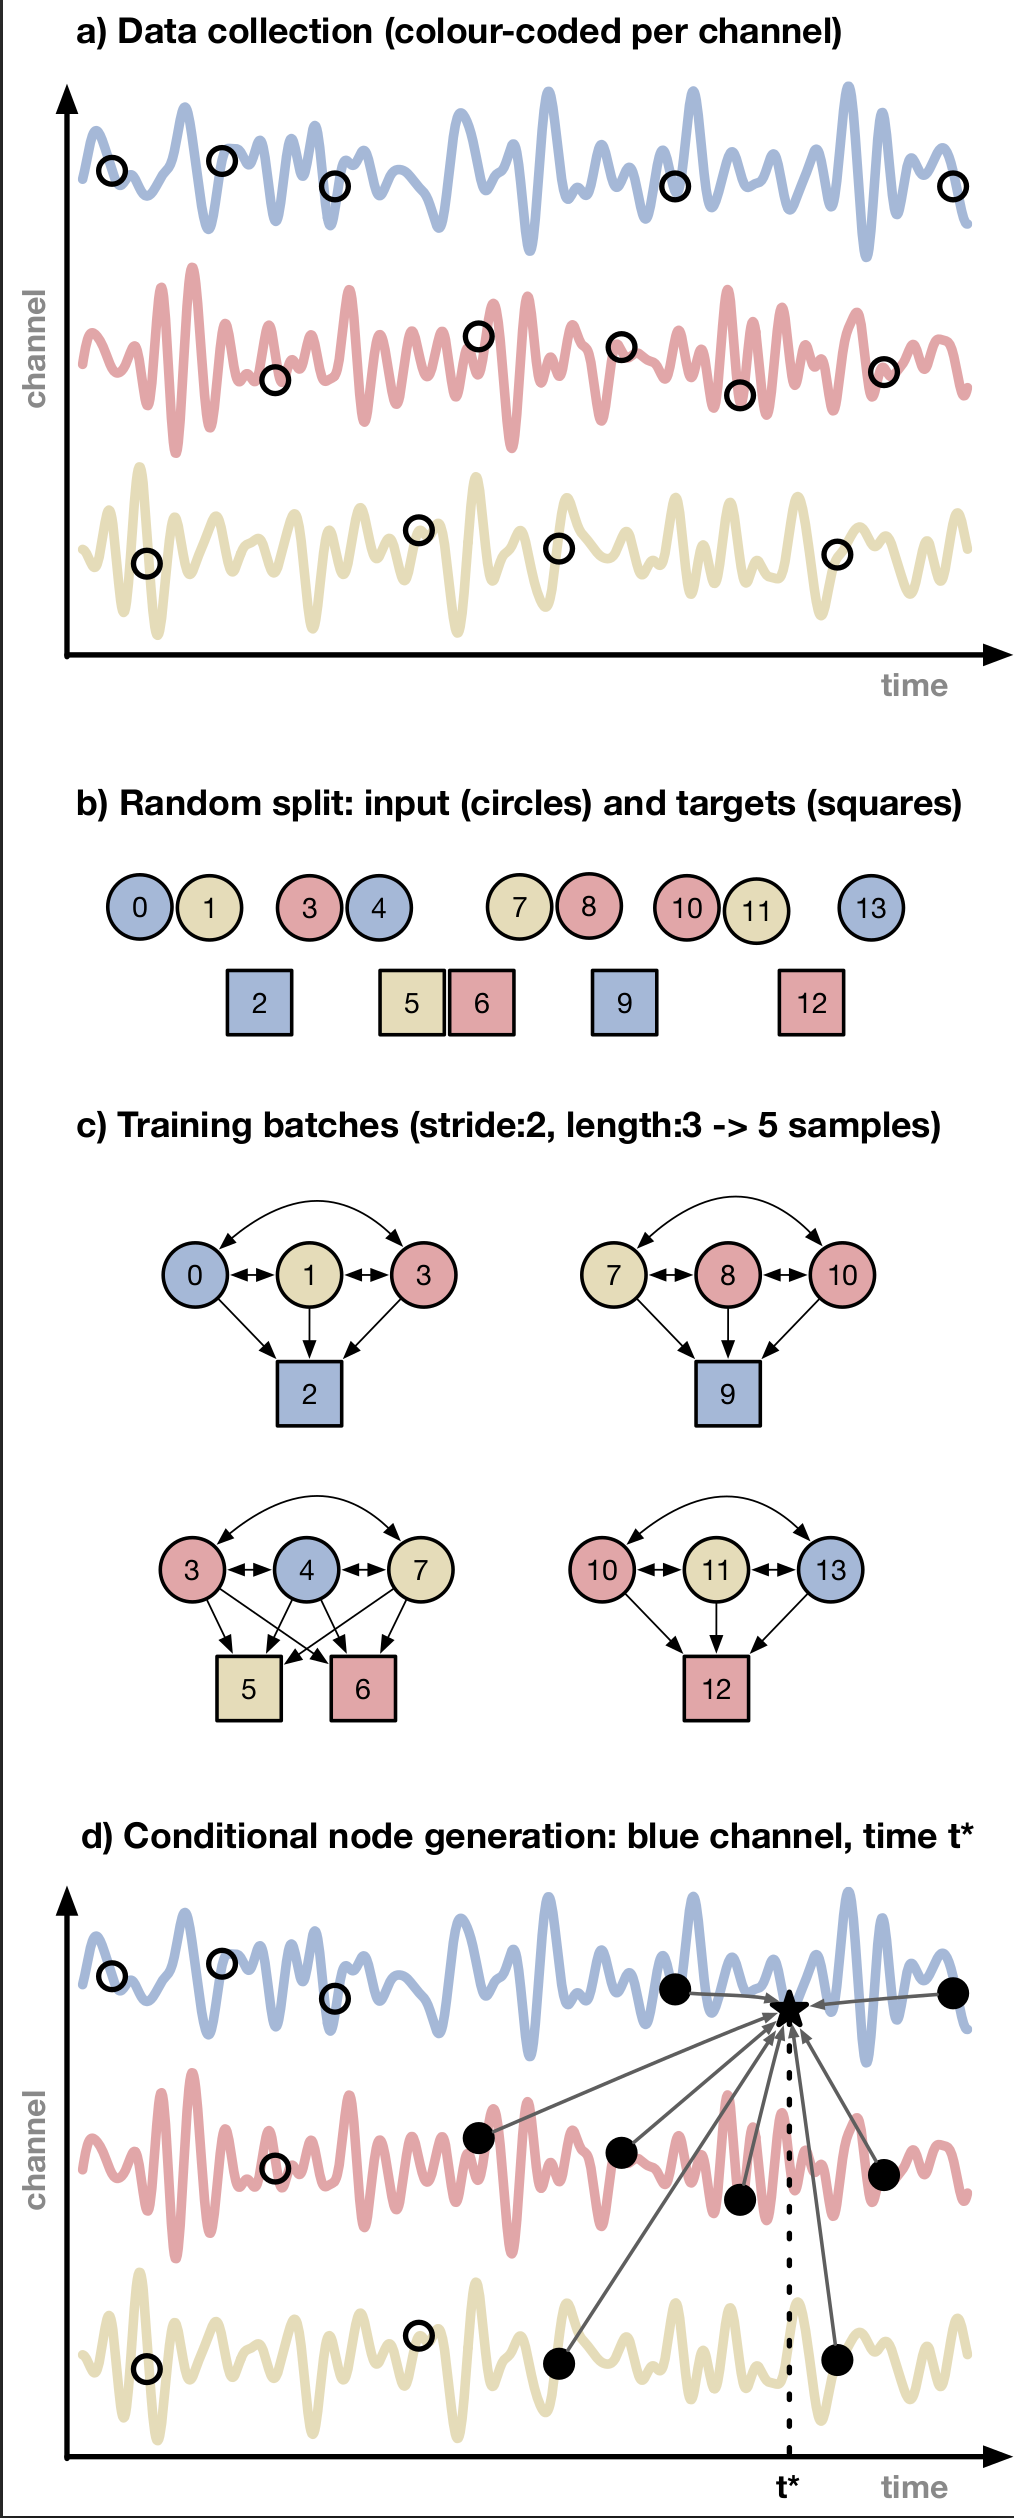 a) Data collection (colour-coded per channel)
channel
time
b) Random split: input (circles) and targets (squares)
0 1 3 4 7 8 10 11 13
2 5 6 9 12
c) Training batches (stride:2, length:3 -> 5 samples)
0 1 3 7 8 10
2 9
3 4 7 10 11 13
5 6 12
d) Conditional node generation: blue channel, time t*
channel
t* time